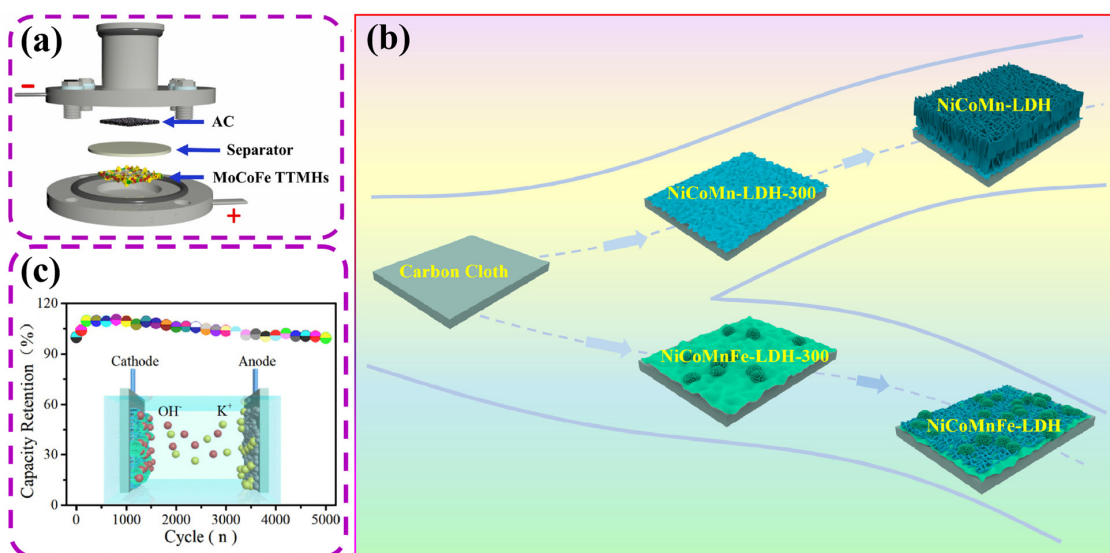 (a)
−
AC
Separator
MoCoFe TTMHs
+
(b)
NiCoMn-LDH
NiCoMn-LDH-300
Carbon Cloth
NiCoMnFe-LDH-300
NiCoMnFe-LDH
(c)
Capacity Retention (%)
120
90
60
30
0
Cathode
Anode
OH⁻
K⁺
0 1000 2000 3000 4000 5000
Cycle ( n )